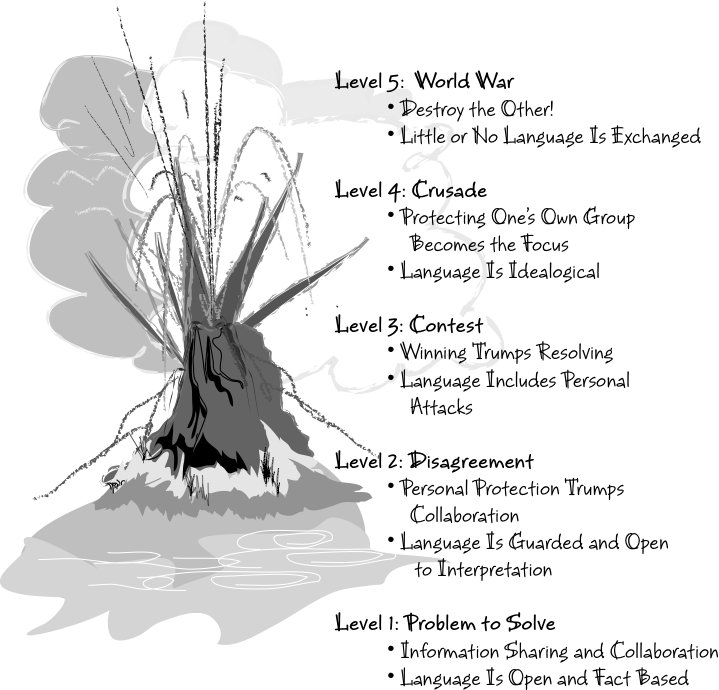 Level 5: World War
• Destroy the Other!
• Little or No Language Is Exchanged
Level 4: Crusade
• Protecting One's Own Group
Becomes the Focus
• Language Is Idealogical
Level 3: Contest
• Winning Trumps Resolving
• Language Includes Personal
Attacks
Level 2: Disagreement
• Personal Protection Trumps
Collaboration
• Language Is Guarded and Open
to Interpretation
Level 1: Problem to Solve
• Information Sharing and Collaboration
• Language Is Open and Fact Based